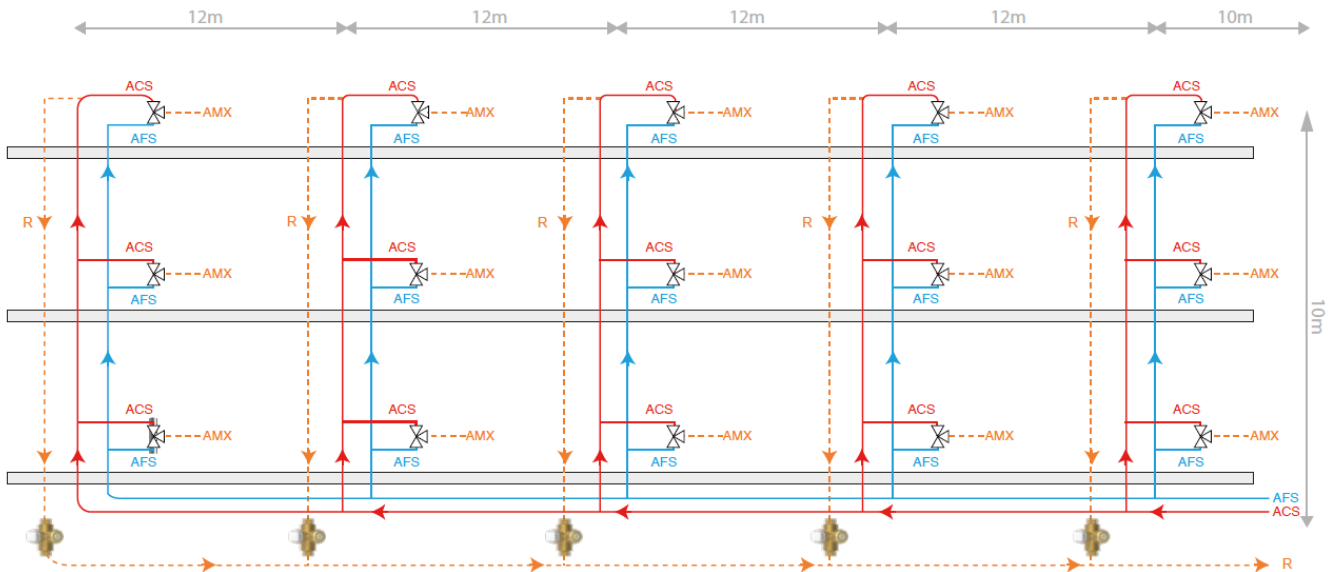 12m 12m 12m 12m 10m
ACS ACS ACS ACS ACS
AMX AMX AMX AMX AMX
AFS AFS AFS AFS AFS
R R R R R
ACS ACS ACS ACS ACS
AMX AMX AMX AMX AMX
AFS AFS AFS AFS AFS
10m
ACS ACS ACS ACS ACS
AMX AMX AMX AMX AMX
AFS AFS AFS AFS AFS
AFS
ACS
R